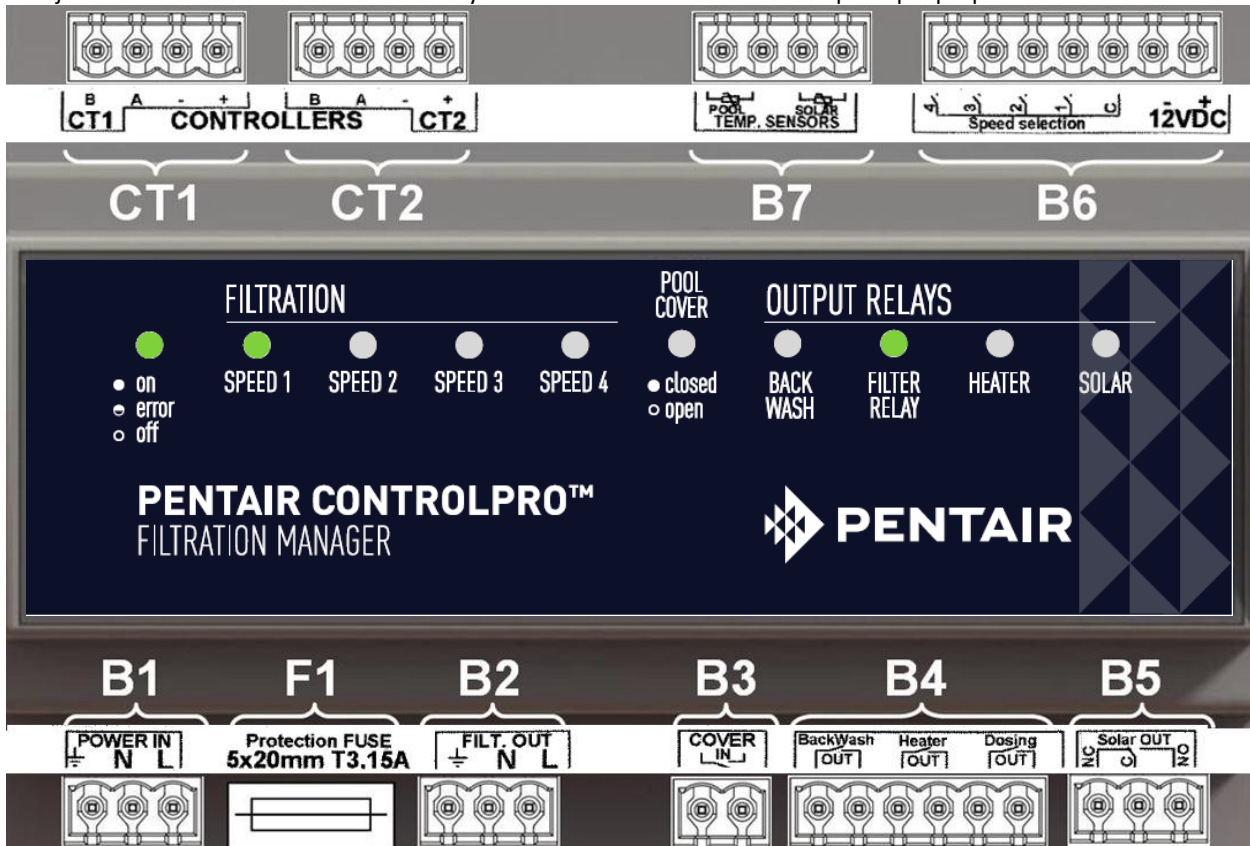 B A - +
CT1 CONTROLLERS
B A - +
CT2
POOL SOLAR
TEMP. SENSORS
4 3 2 1 C - +
Speed selection 12VDC
CT1 CT2 B7 B6
FILTRATION
POOL
COVER
OUTPUT RELAYS
on
error
off
SPEED 1 SPEED 2 SPEED 3 SPEED 4
closed
open
BACK
WASH
FILTER
RELAY
HEATER
SOLAR
PENTAIR CONTROLPRO™
FILTRATION MANAGER
PENTAIR
B1 F1 B2 B3 B4 B5
POWER IN
N L
Protection FUSE
5x20mm T3.15A
FILT. OUT
N L
COVER
IN
BackWash
OUT
Heater
OUT
Dosing
OUT
Solar OUT
NC C NO